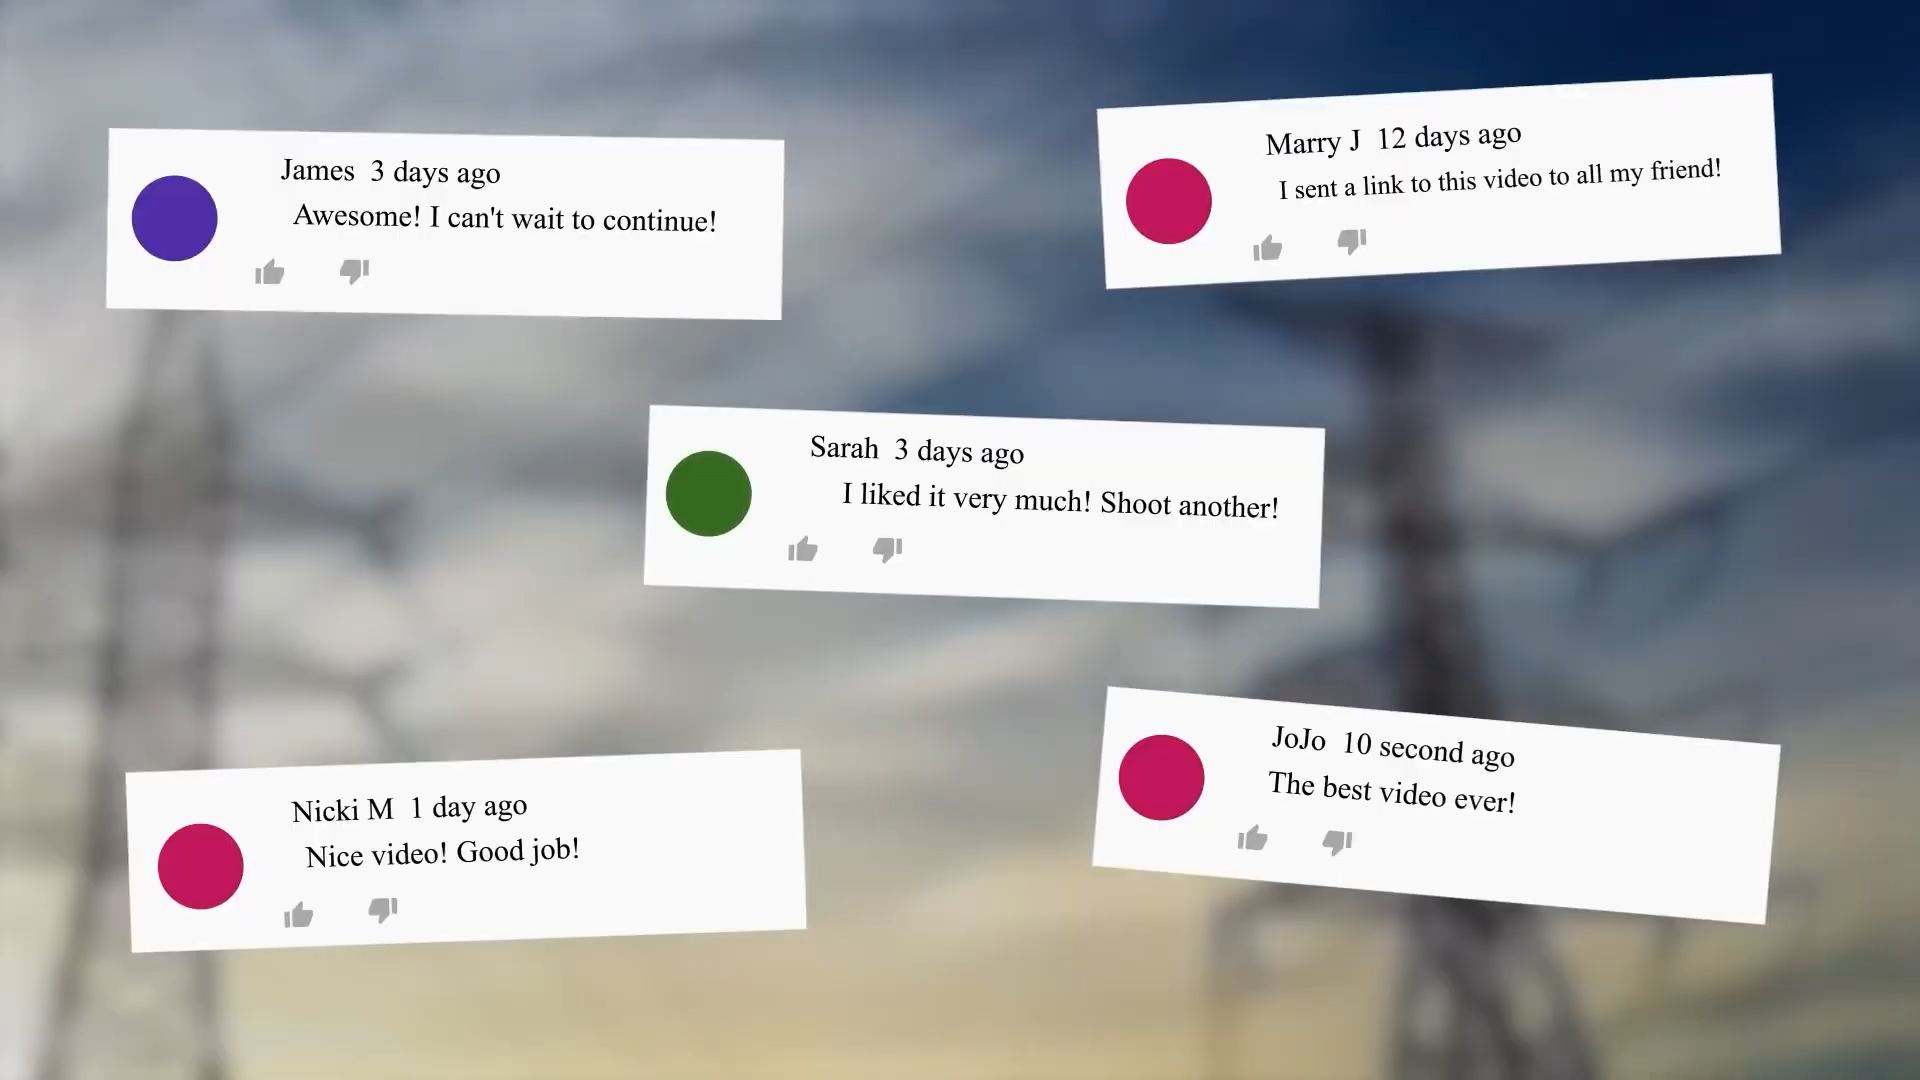 James 3 days ago
Awesome! I can't wait to continue!
Marry J 12 days ago
I sent a link to this video to all my friend!
Sarah 3 days ago
I liked it very much! Shoot another!
Nicki M 1 day ago
Nice video! Good job!
JoJo 10 second ago
The best video ever!